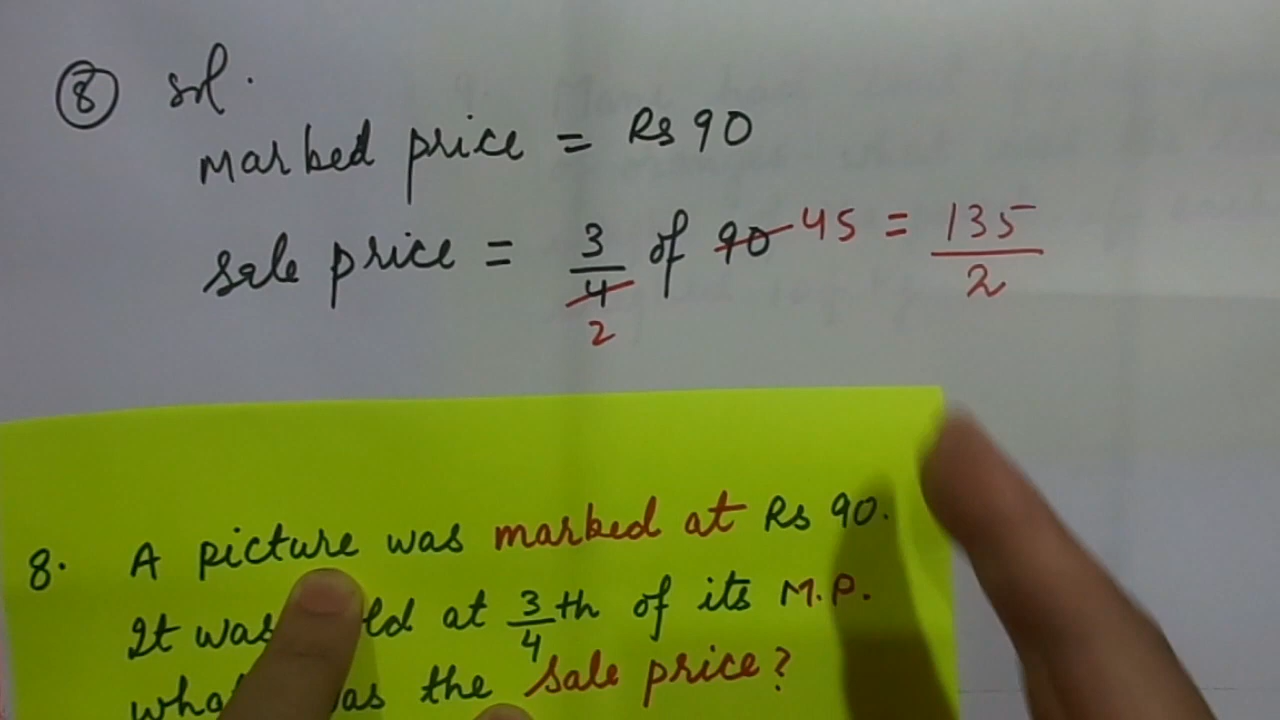 ⑧ sol.
Marked price = Rs 90
sale price = 3/4 2 of 90 45 = 135/2
8. A picture was marked at Rs 90.
It was ld at 3/4 th of its M.P.
wha as the sale price?